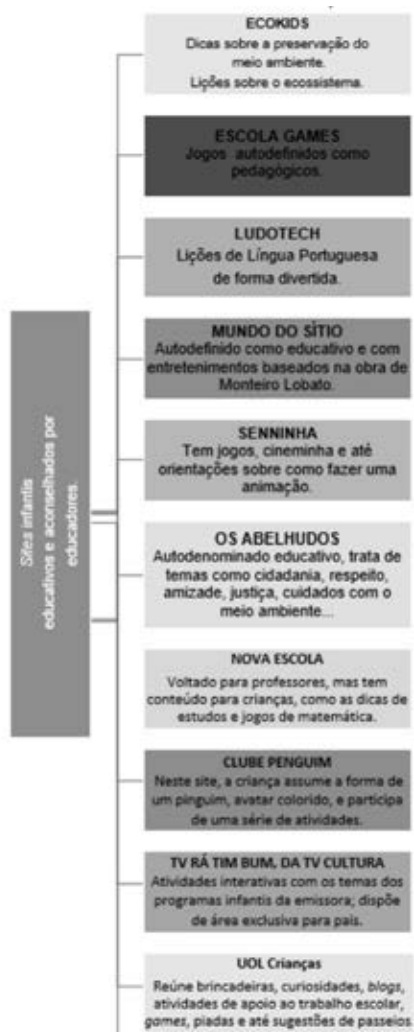 Sites infantis
educativos e aconselhados por
educadores.
ECOKIDS
Dicas sobre a preservação do
meio ambiente.
Lições sobre o ecossistema.
ESCOLA GAMES
Jogos autodefinidos como
pedagógicos.
LUDOTECH
Lições de Língua Portuguesa
de forma divertida.
MUNDO DO SÍTIO
Autodefinido como educativo e com
entretenimentos baseados na obra de
Monteiro Lobato.
SENNINHA
Tem jogos, cineminha e até
orientações sobre como fazer uma
animação.
OS ABELHUDOS
Autodenominado educativo, trata de
temas como cidadania, respeito,
amizade, justiça, cuidados com o
meio ambiente...
NOVA ESCOLA
Voltado para professores, mas tem
conteúdo para crianças, como as dicas de
estudos e jogos de matemática.
CLUBE PENGUIM
Neste site, a criança assume a forma de
um pinguim, avatar colorido, e participa
de uma série de atividades.
TV RÁ TIM BUM, DA TV CULTURA
Atividades interativas com os temas dos
programas infantis da emissora; dispõe
de área exclusiva para pais.
UOL Crianças
Reúne brincadeiras, curiosidades, blogs,
atividades de apoio ao trabalho escolar,
games, piadas e até sugestões de passeios